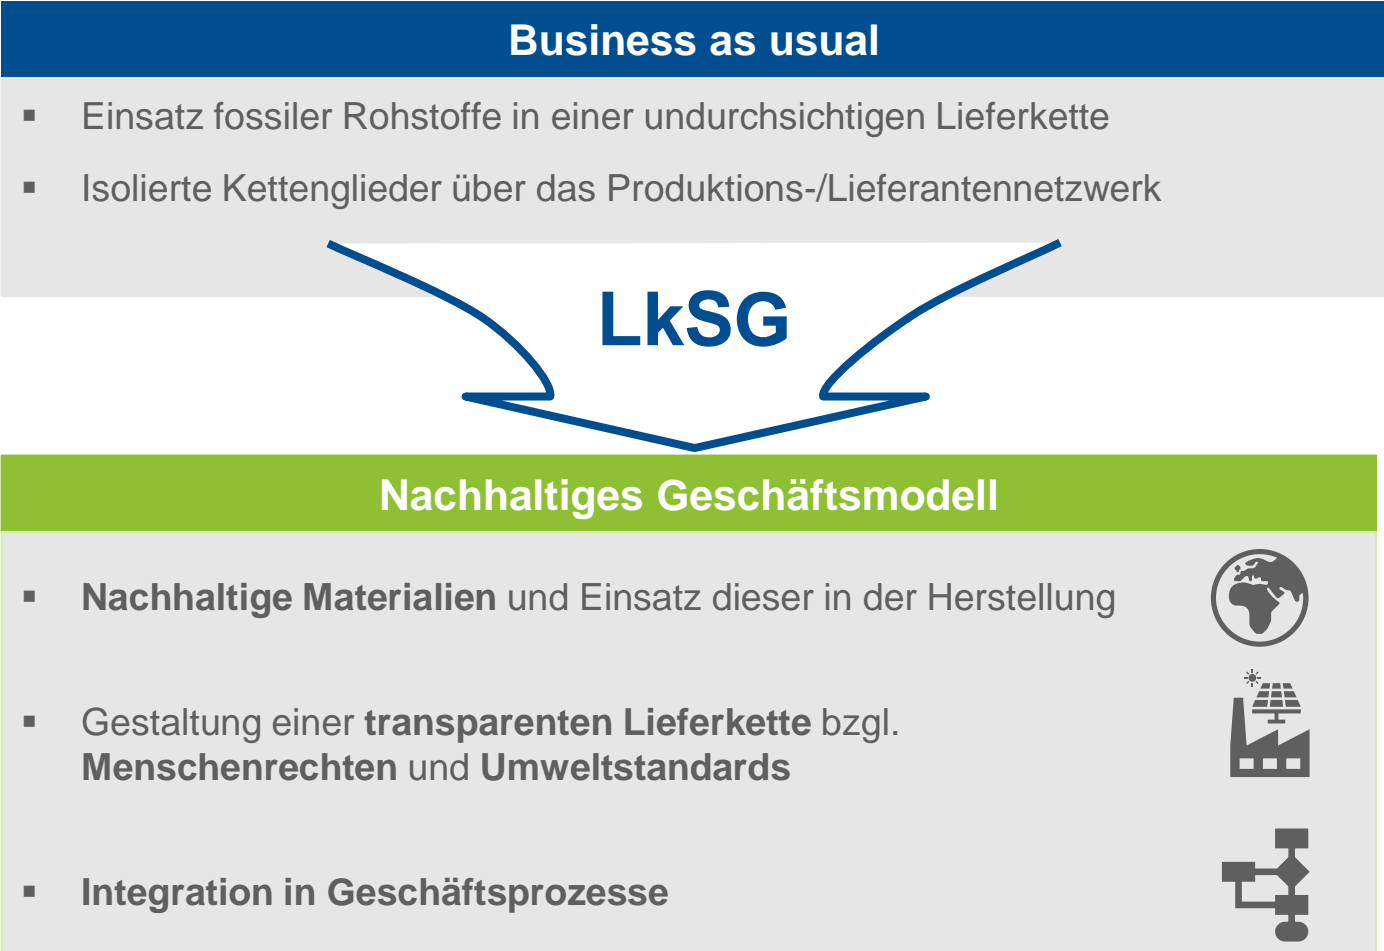 Business as usual
▪ Einsatz fossiler Rohstoffe in einer undurchsichtigen Lieferkette
▪ Isolierte Kettenglieder über das Produktions-/Lieferantennetzwerk
LkSG
Nachhaltiges Geschäftsmodell
▪ Nachhaltige Materialien und Einsatz dieser in der Herstellung
▪ Gestaltung einer transparenten Lieferkette bzgl.
Menschenrechten und Umweltstandards
▪ Integration in Geschäftsprozesse